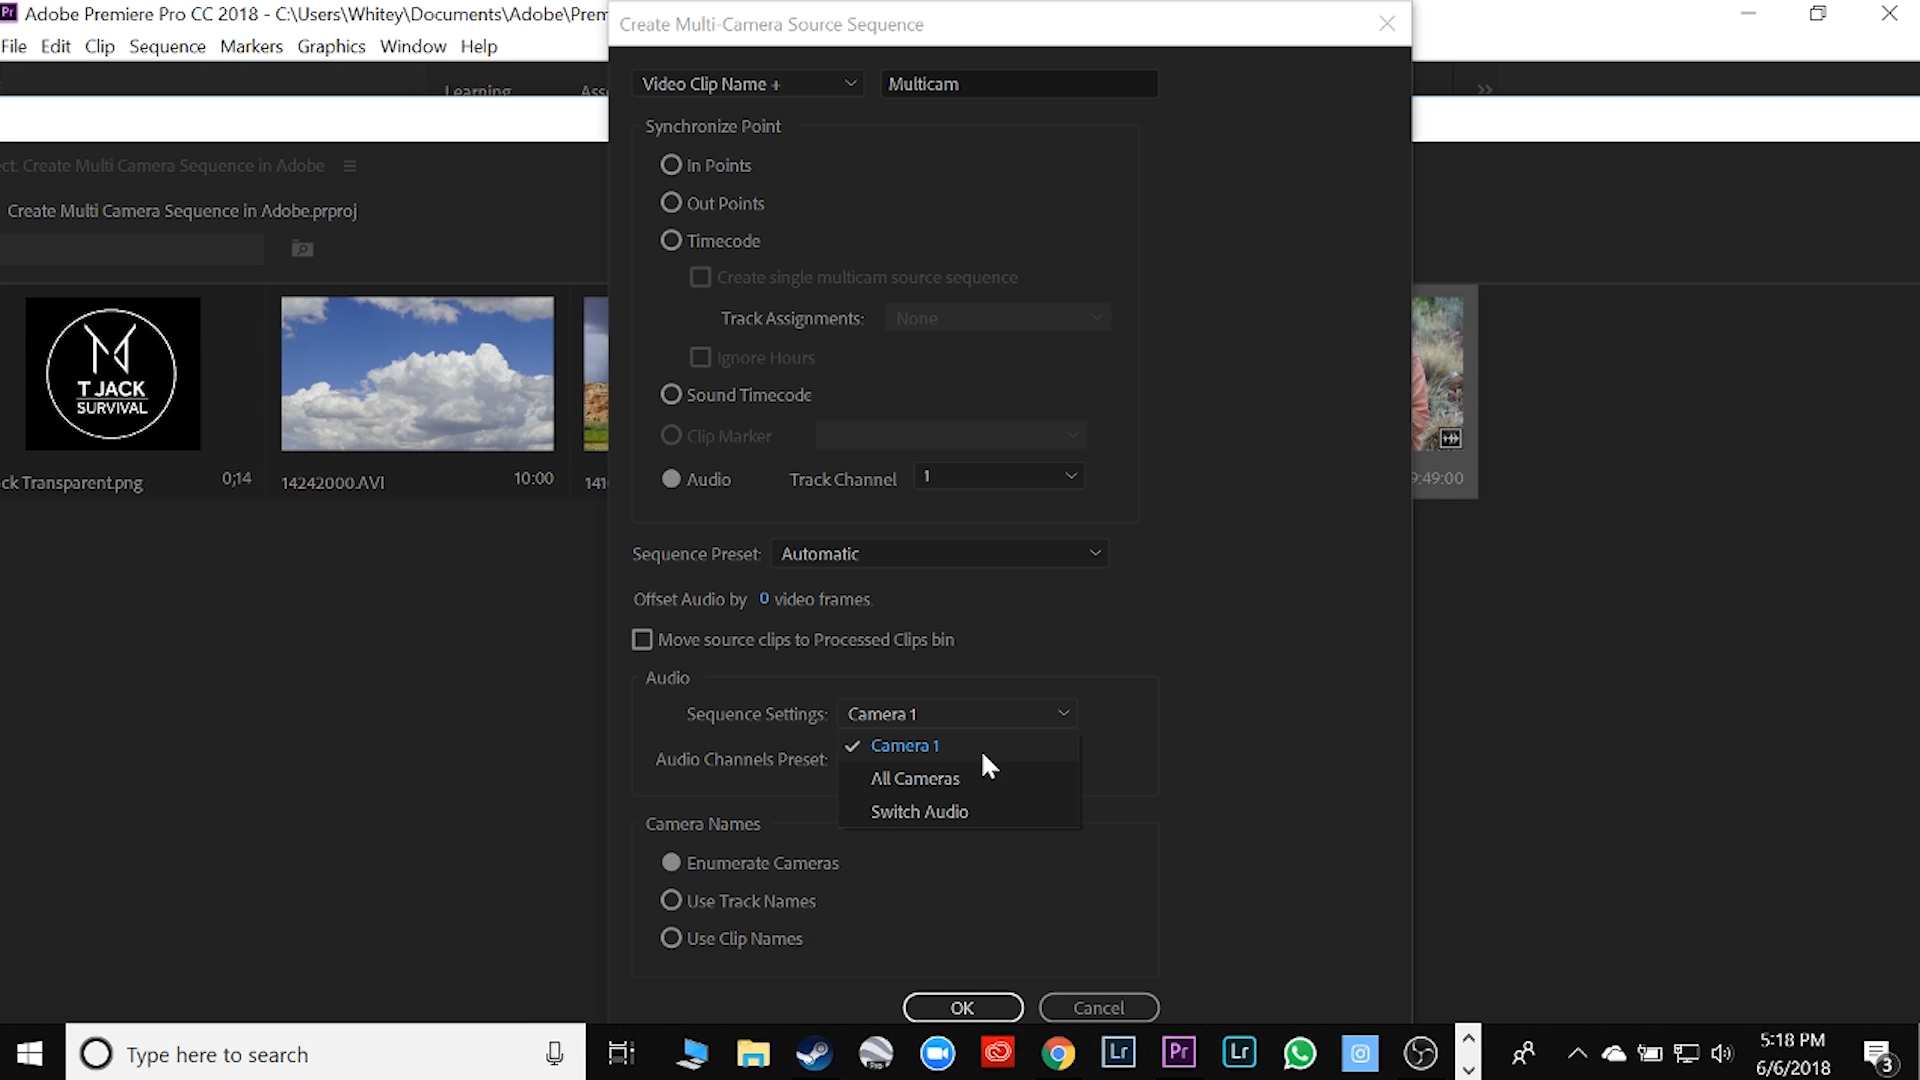 Adobe Premiere Pro CC 2018 - C:\Users\Whitey\Documents\Adobe\Prem
File Edit Clip Sequence Markers Graphics Window Help
Learning
Create Multi-Camera Source Sequence
Video Clip Name + Multicam
Synchronize Point
In Points
Out Points
Timecode
Create single multicam source sequence
Track Assignments: None
Ignore Hours
Sound Timecode
Clip Marker
Audio Track Channel 1
Sequence Preset: Automatic
Offset Audio by 0 video frames.
Move source clips to Processed Clips bin
Audio
Sequence Settings: Camera 1
Camera 1
Audio Channels Preset:
All Cameras
Switch Audio
Camera Names
Enumerate Cameras
Use Track Names
Use Clip Names
OK Cancel
ect: Create Multi Camera Sequence in Adobe
Create Multi Camera Sequence in Adobe.prproj
T JACK
SURVIVAL
ck Transparent.png 0;14
14242000.AVI 10:00
141
9:49:00
Type here to search
Lr Pr Lr
5:18 PM
6/6/2018
3